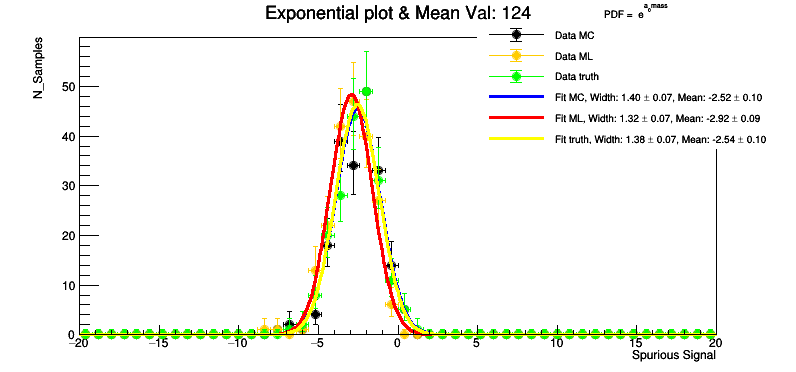 Exponential plot & Mean Val: 124
PDF = e^{a_0 mass}
Data MC
Data ML
Data truth
Fit MC, Width: 1.40 ± 0.07, Mean: -2.52 ± 0.10
Fit ML, Width: 1.32 ± 0.07, Mean: -2.92 ± 0.09
Fit truth, Width: 1.38 ± 0.07, Mean: -2.54 ± 0.10
N_Samples
50
40
30
20
10
0
−20 −15 −10 −5 0 5 10 15 20
Spurious Signal